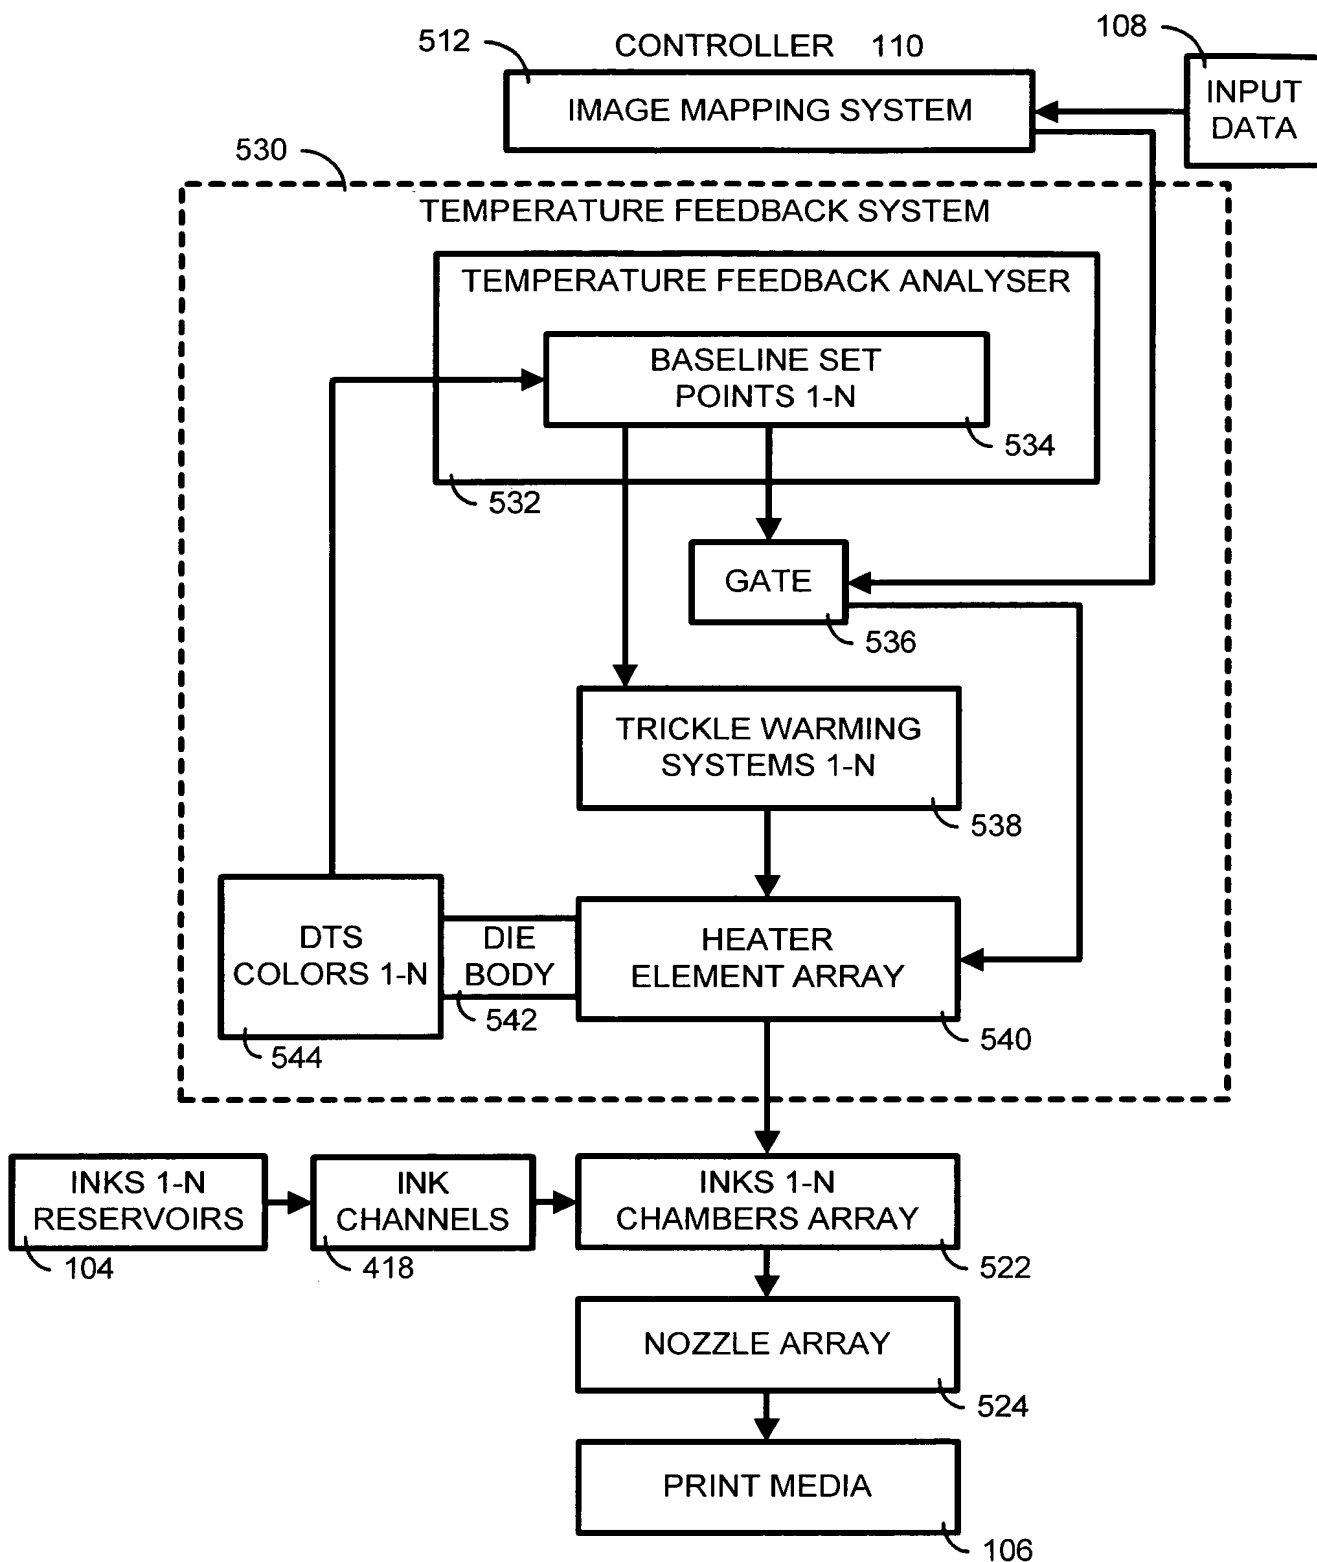 512
CONTROLLER 110
108
IMAGE MAPPING SYSTEM
INPUT
DATA
530
TEMPERATURE FEEDBACK SYSTEM
TEMPERATURE FEEDBACK ANALYSER
BASELINE SET
POINTS 1-N
534
532
GATE
536
TRICKLE WARMING
SYSTEMS 1-N
538
DTS
COLORS 1-N
544
DIE
BODY
542
HEATER
ELEMENT ARRAY
540
INKS 1-N
RESERVOIRS
104
INK
CHANNELS
418
INKS 1-N
CHAMBERS ARRAY
522
NOZZLE ARRAY
524
PRINT MEDIA
106